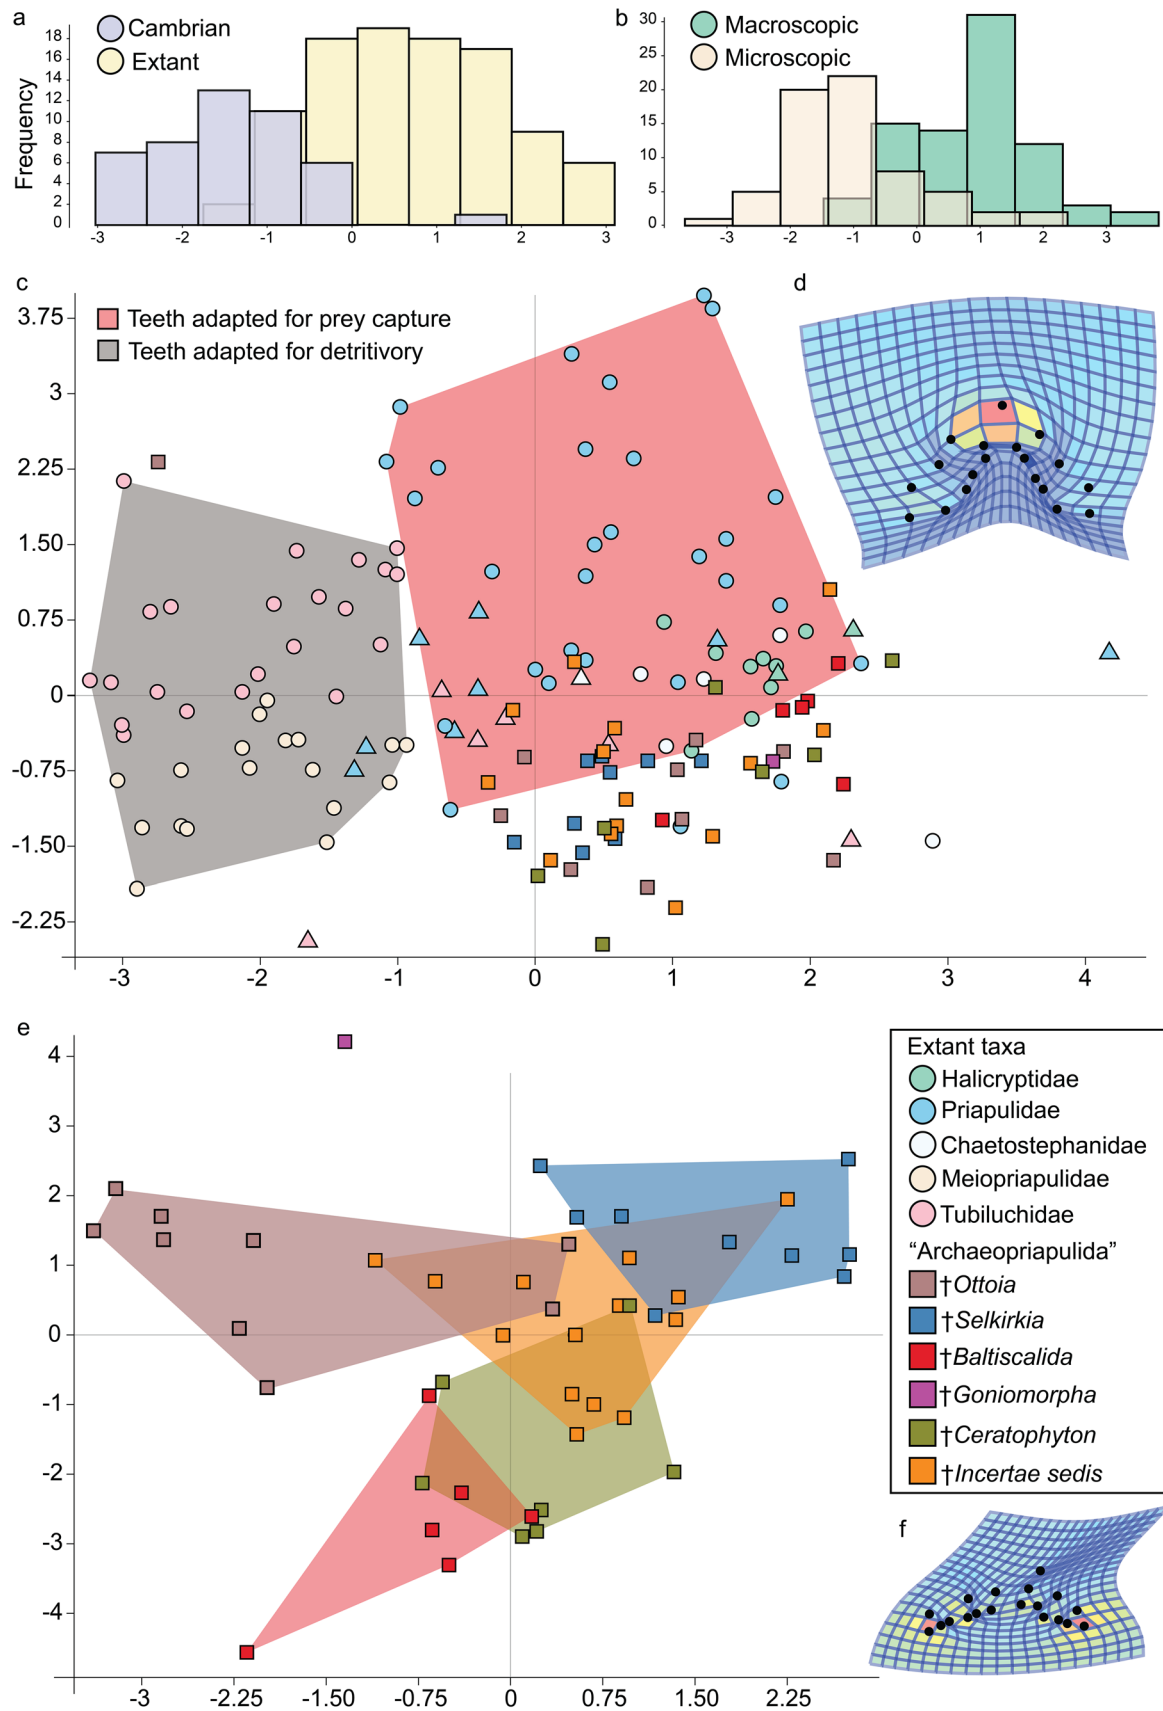 a
Cambrian
Extant
Frequency
18
16
14
12
10
8
6
4
2
0
-3 -2 -1 0 1 2 3
b
Macroscopic
Microscopic
30
25
20
15
10
5
0
-3 -2 -1 0 1 2 3
c
Teeth adapted for prey capture
Teeth adapted for detritivory
3.75
3
2.25
1.50
0.75
0
-0.75
-1.50
-2.25
-3 -2 -1 0 1 2 3 4
d
e
4
3
2
1
0
-1
-2
-3
-4
-3 -2.25 -1.50 -0.75 0 0.75 1.50 2.25
Extant taxa
Halicryptidae
Priapulidae
Chaetostephanidae
Meiopriapulidae
Tubiluchidae
“Archaeopriapulida”
†Ottoia
†Selkirkia
†Baltiscalida
†Goniomorpha
†Ceratophyton
†Incertae sedis
f